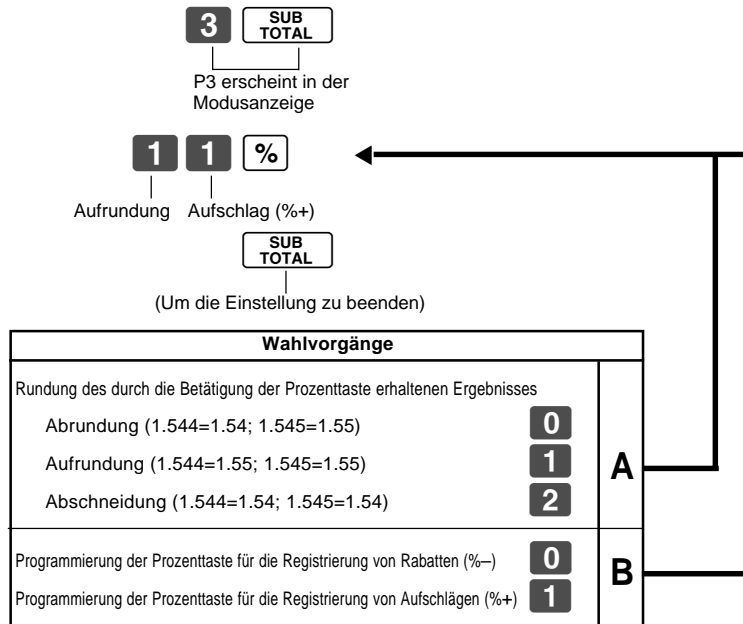 3 SUB TOTAL
P3 erscheint in der
Modusanzeige
1 1 %
Aufrundung Aufschlag (%+)
SUB TOTAL
(Um die Einstellung zu beenden)
Wahlvorgänge
Rundung des durch die Betätigung der Prozenttaste erhaltenen Ergebnisses
Abrundung (1.544=1.54; 1.545=1.55) 0
Aufrundung (1.544=1.55; 1.545=1.55) 1
Abschneidung (1.544=1.54; 1.545=1.54) 2
A
Programmierung der Prozenttaste für die Registrierung von Rabatten (%–) 0
Programmierung der Prozenttaste für die Registrierung von Aufschlägen (%+) 1
B